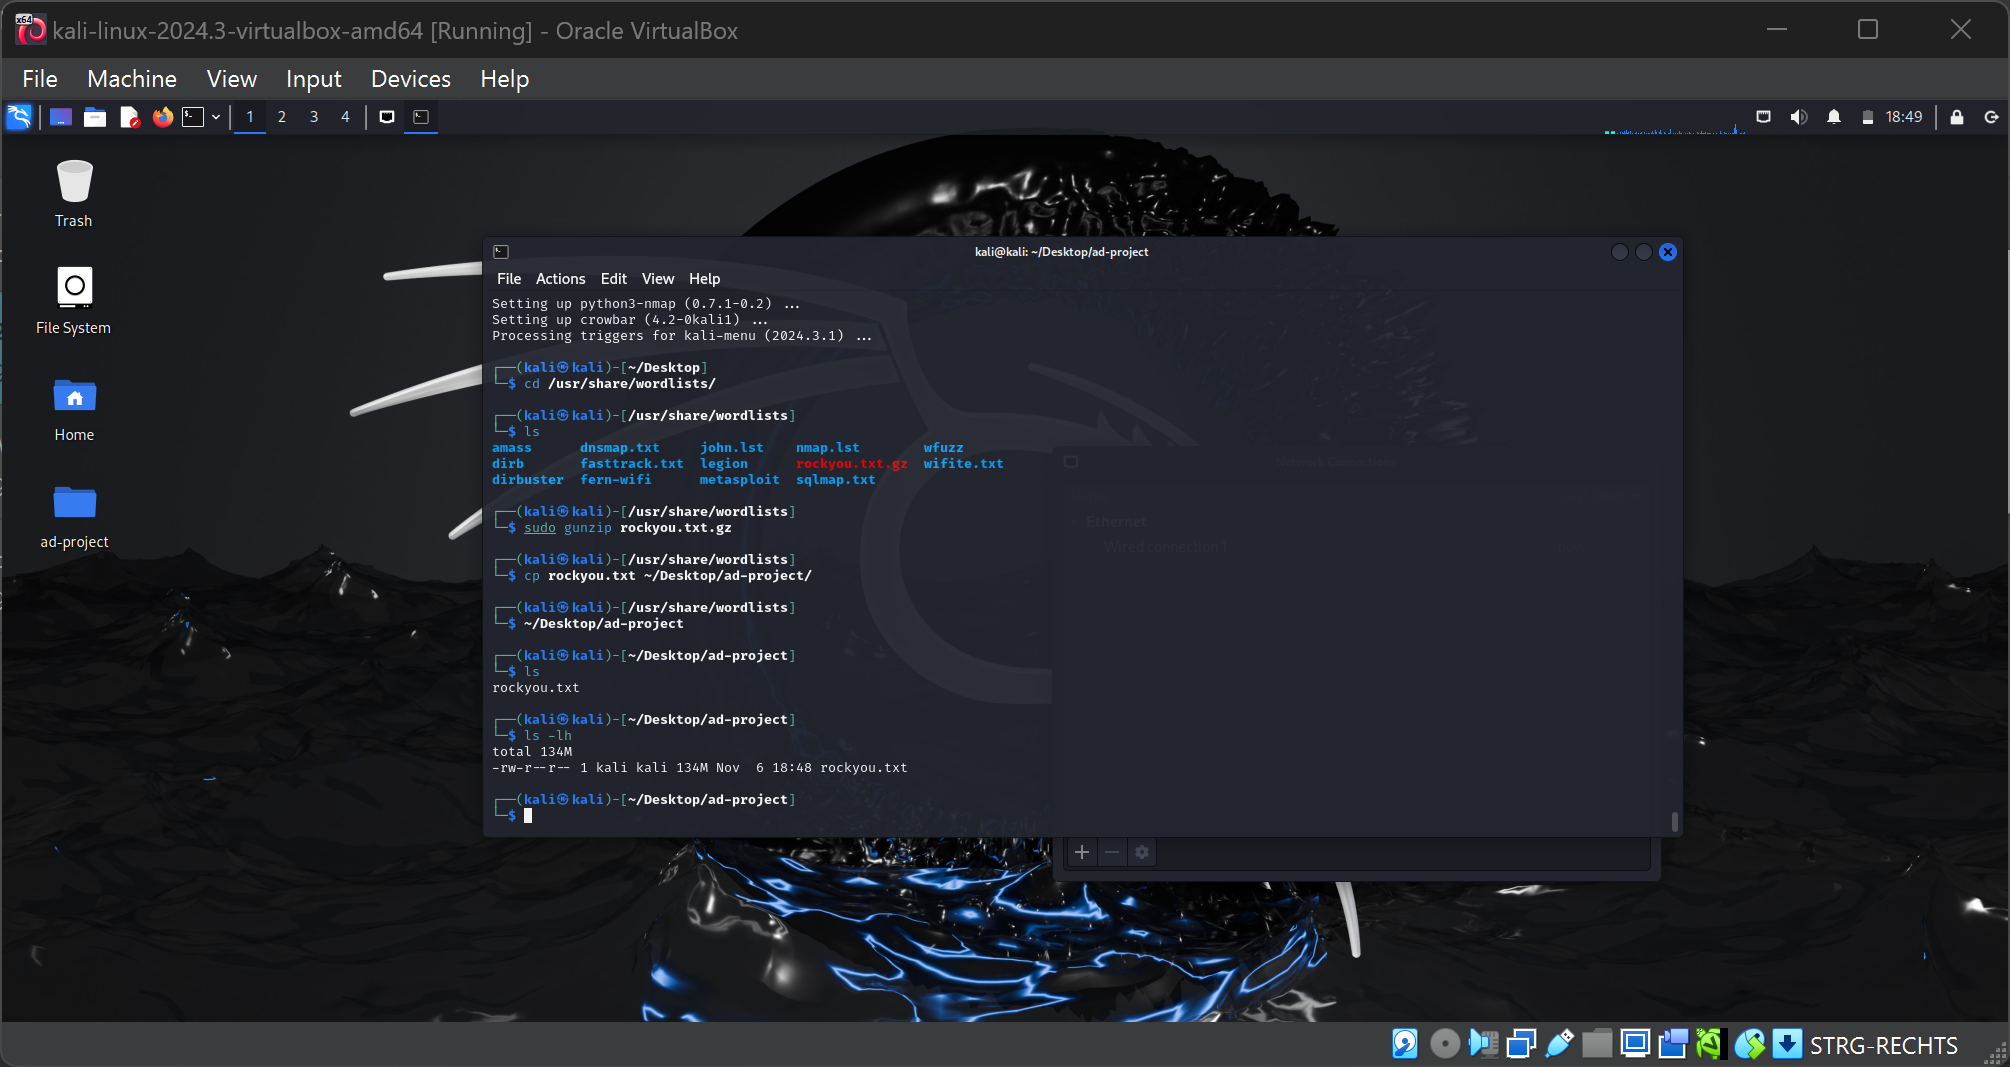 x64
kali-linux-2024.3-virtualbox-amd64 [Running] - Oracle VirtualBox
File Machine View Input Devices Help
1 2 3 4 18:49
Trash
File System
Home
ad-project
kali@kali: ~/Desktop/ad-project
File Actions Edit View Help
Setting up python3-nmap (0.7.1-0.2) ...
Setting up crowbar (4.2-0kali1) ...
Processing triggers for kali-menu (2024.3.1) ...
┌──(kali㉿kali)-[~/Desktop]
└─$ cd /usr/share/wordlists/
┌──(kali㉿kali)-[/usr/share/wordlists]
└─$ ls
amass dnsmap.txt john.lst nmap.lst wfuzz
dirb fasttrack.txt legion rockyou.txt.gz wifite.txt
dirbuster fern-wifi metasploit sqlmap.txt
┌──(kali㉿kali)-[/usr/share/wordlists]
└─$ sudo gunzip rockyou.txt.gz
┌──(kali㉿kali)-[/usr/share/wordlists]
└─$ cp rockyou.txt ~/Desktop/ad-project/
┌──(kali㉿kali)-[/usr/share/wordlists]
└─$ ~/Desktop/ad-project
┌──(kali㉿kali)-[~/Desktop/ad-project]
└─$ ls
rockyou.txt
┌──(kali㉿kali)-[~/Desktop/ad-project]
└─$ ls -lh
total 134M
-rw-r--r-- 1 kali kali 134M Nov  6 18:48 rockyou.txt
┌──(kali㉿kali)-[~/Desktop/ad-project]
└─$
Network Connections
Ethernet
Wired connection 1
STRG-RECHTS